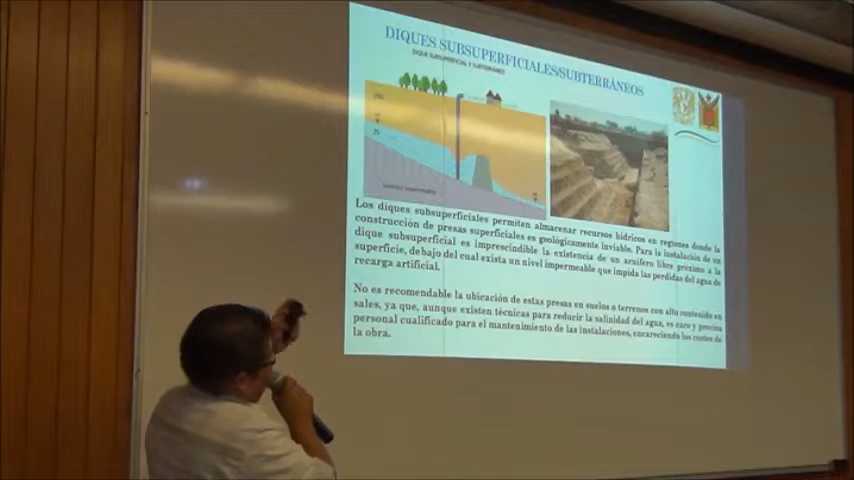 DIQUES SUBSUPERFICIALES/SUBTERRÁNEOS
DIQUE SUBSUPERFICIAL Y SUBTERRÁNEO
Los diques subsuperficiales permiten almacenar recursos hídricos en regiones donde la
construcción de presas superficiales es geológicamente inviable. Para la instalación de un
dique subsuperficial es imprescindible la existencia de un acuífero libre próximo a la
superficie, debajo del cual exista un nivel impermeable que impida las perdidas del agua de
recarga artificial.
No es recomendable la ubicación de estas presas en suelos o terrenos con alto contenido en
sales, ya que, aunque existen técnicas para reducir la salinidad del agua, es caro y precisa
personal cualificado para el mantenimiento de las instalaciones, encareciendo los costes de
la obra.